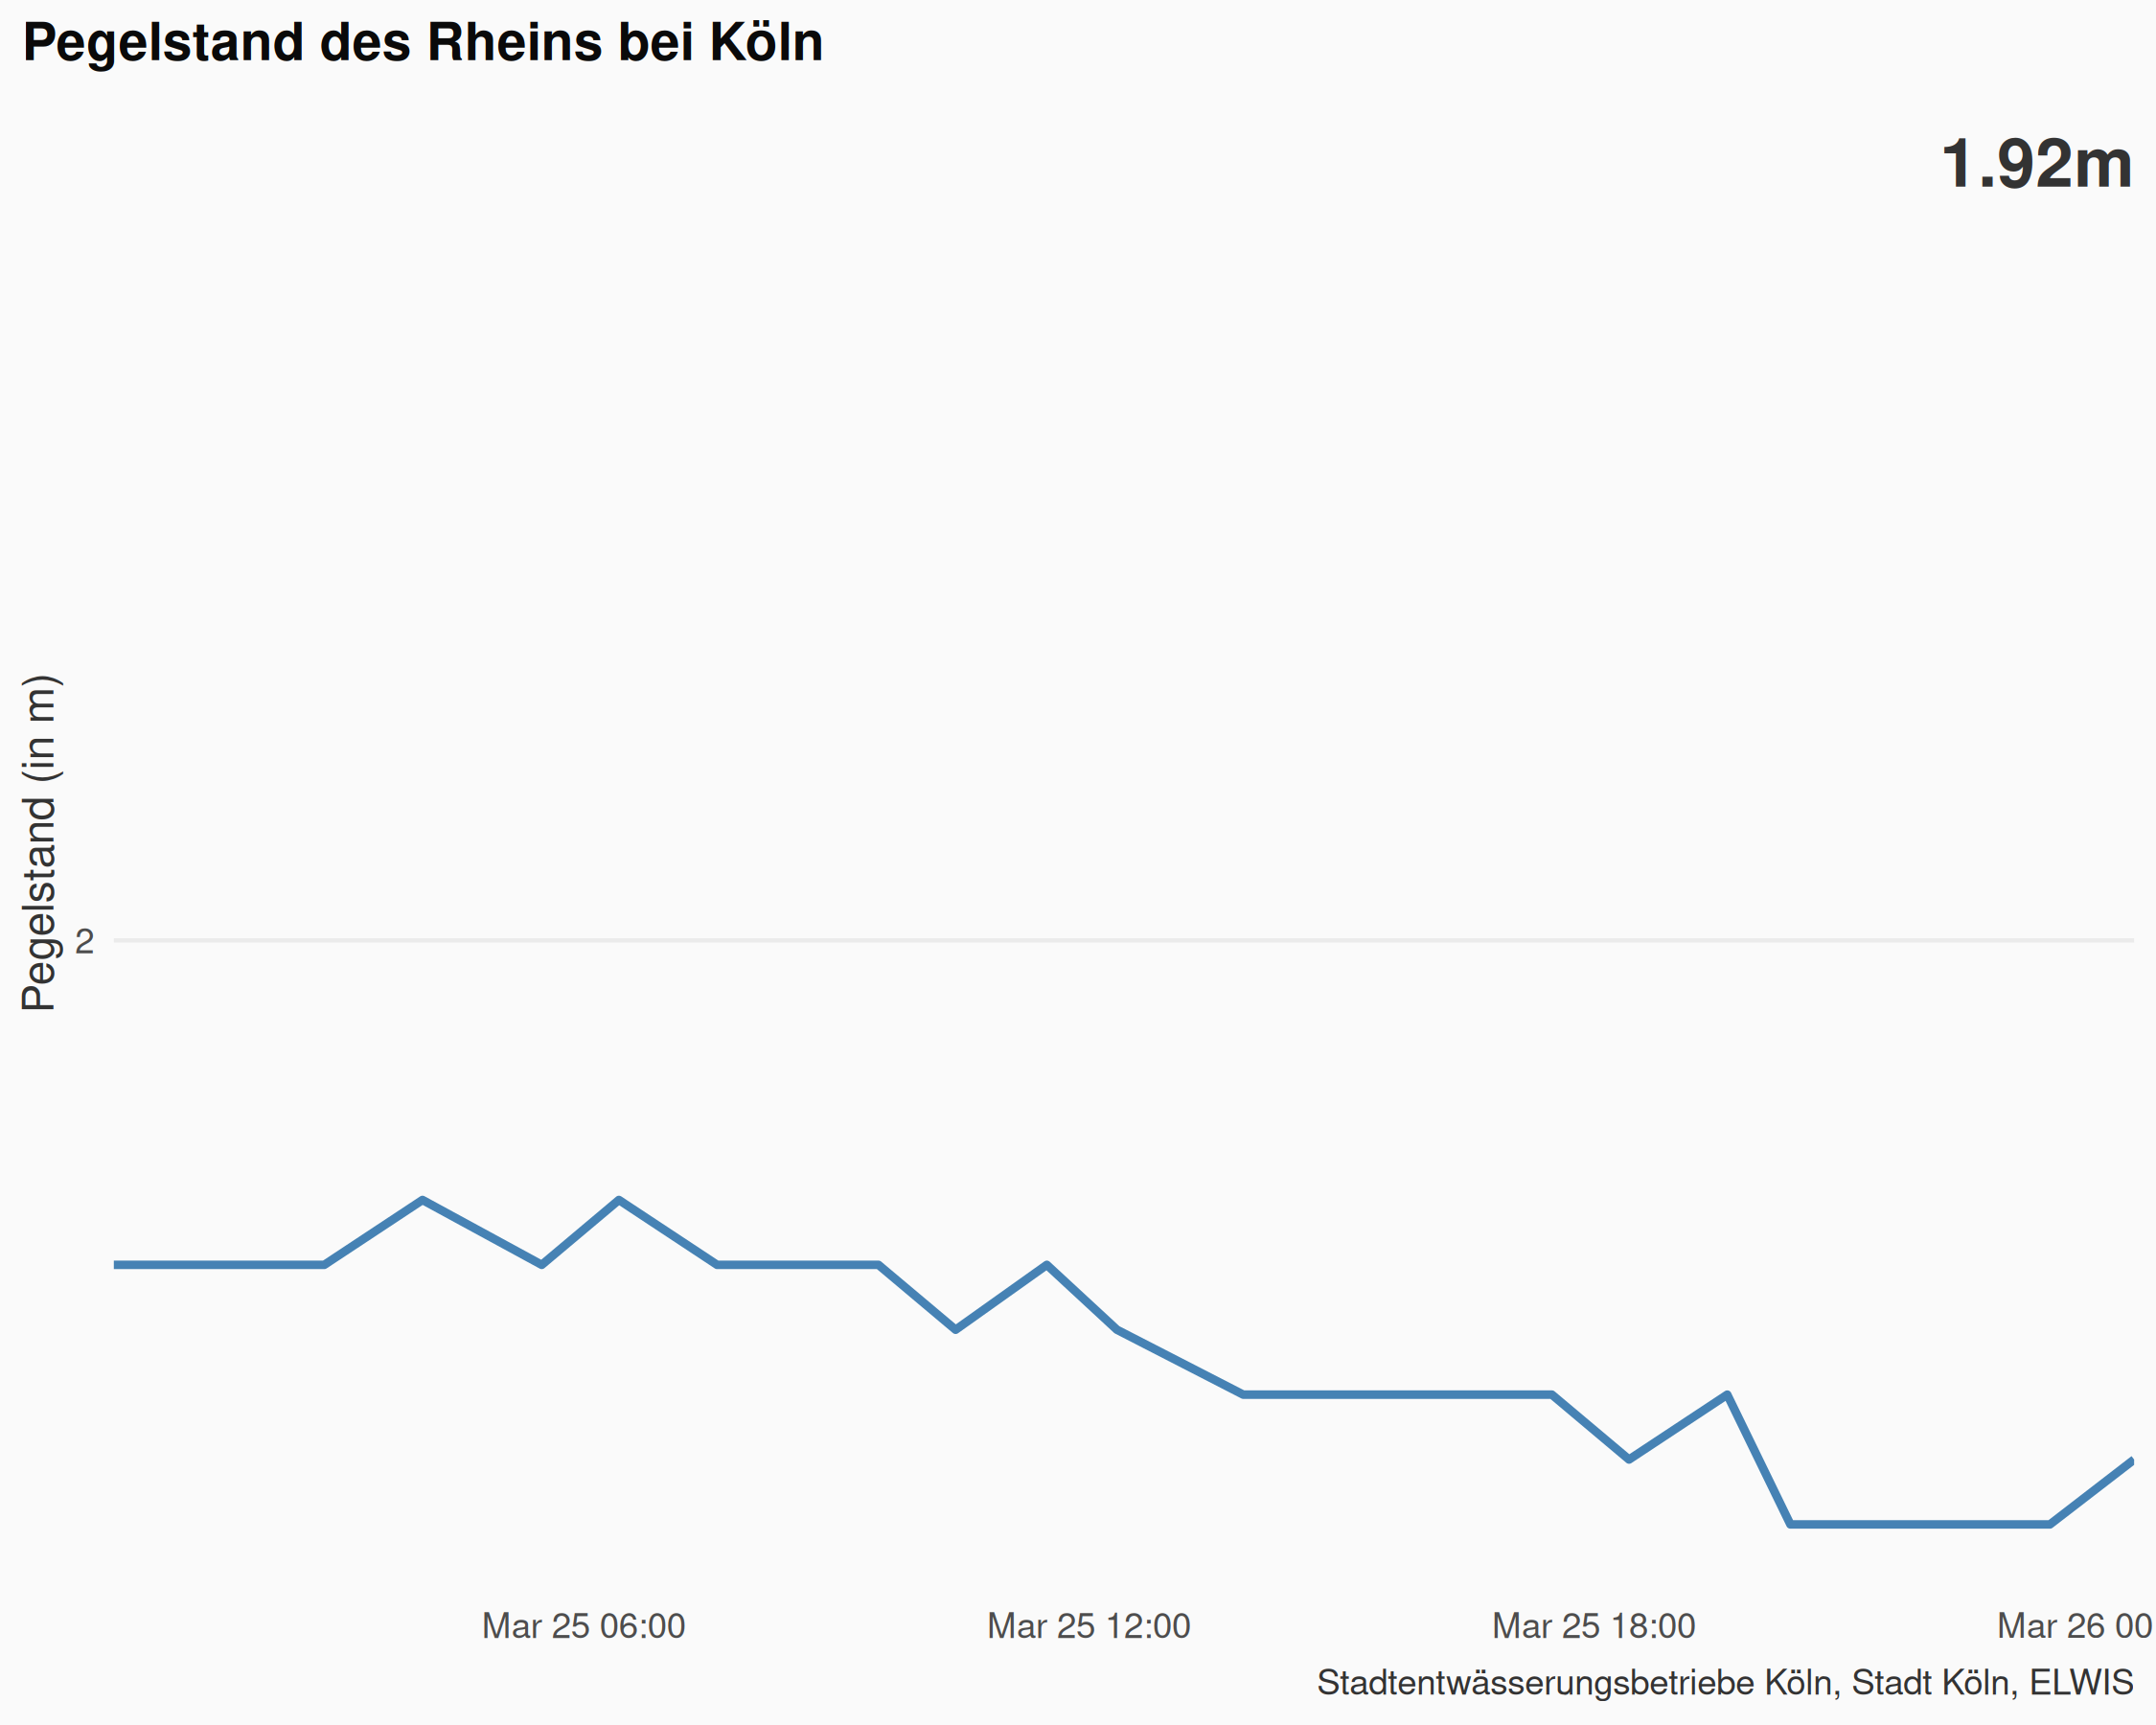 Pegelstand des Rheins bei Köln
1.92m
Pegelstand (in m)
2
Mar 25 06:00
Mar 25 12:00
Mar 25 18:00
Mar 26 00
Stadtentwässerungsbetriebe Köln, Stadt Köln, ELWIS